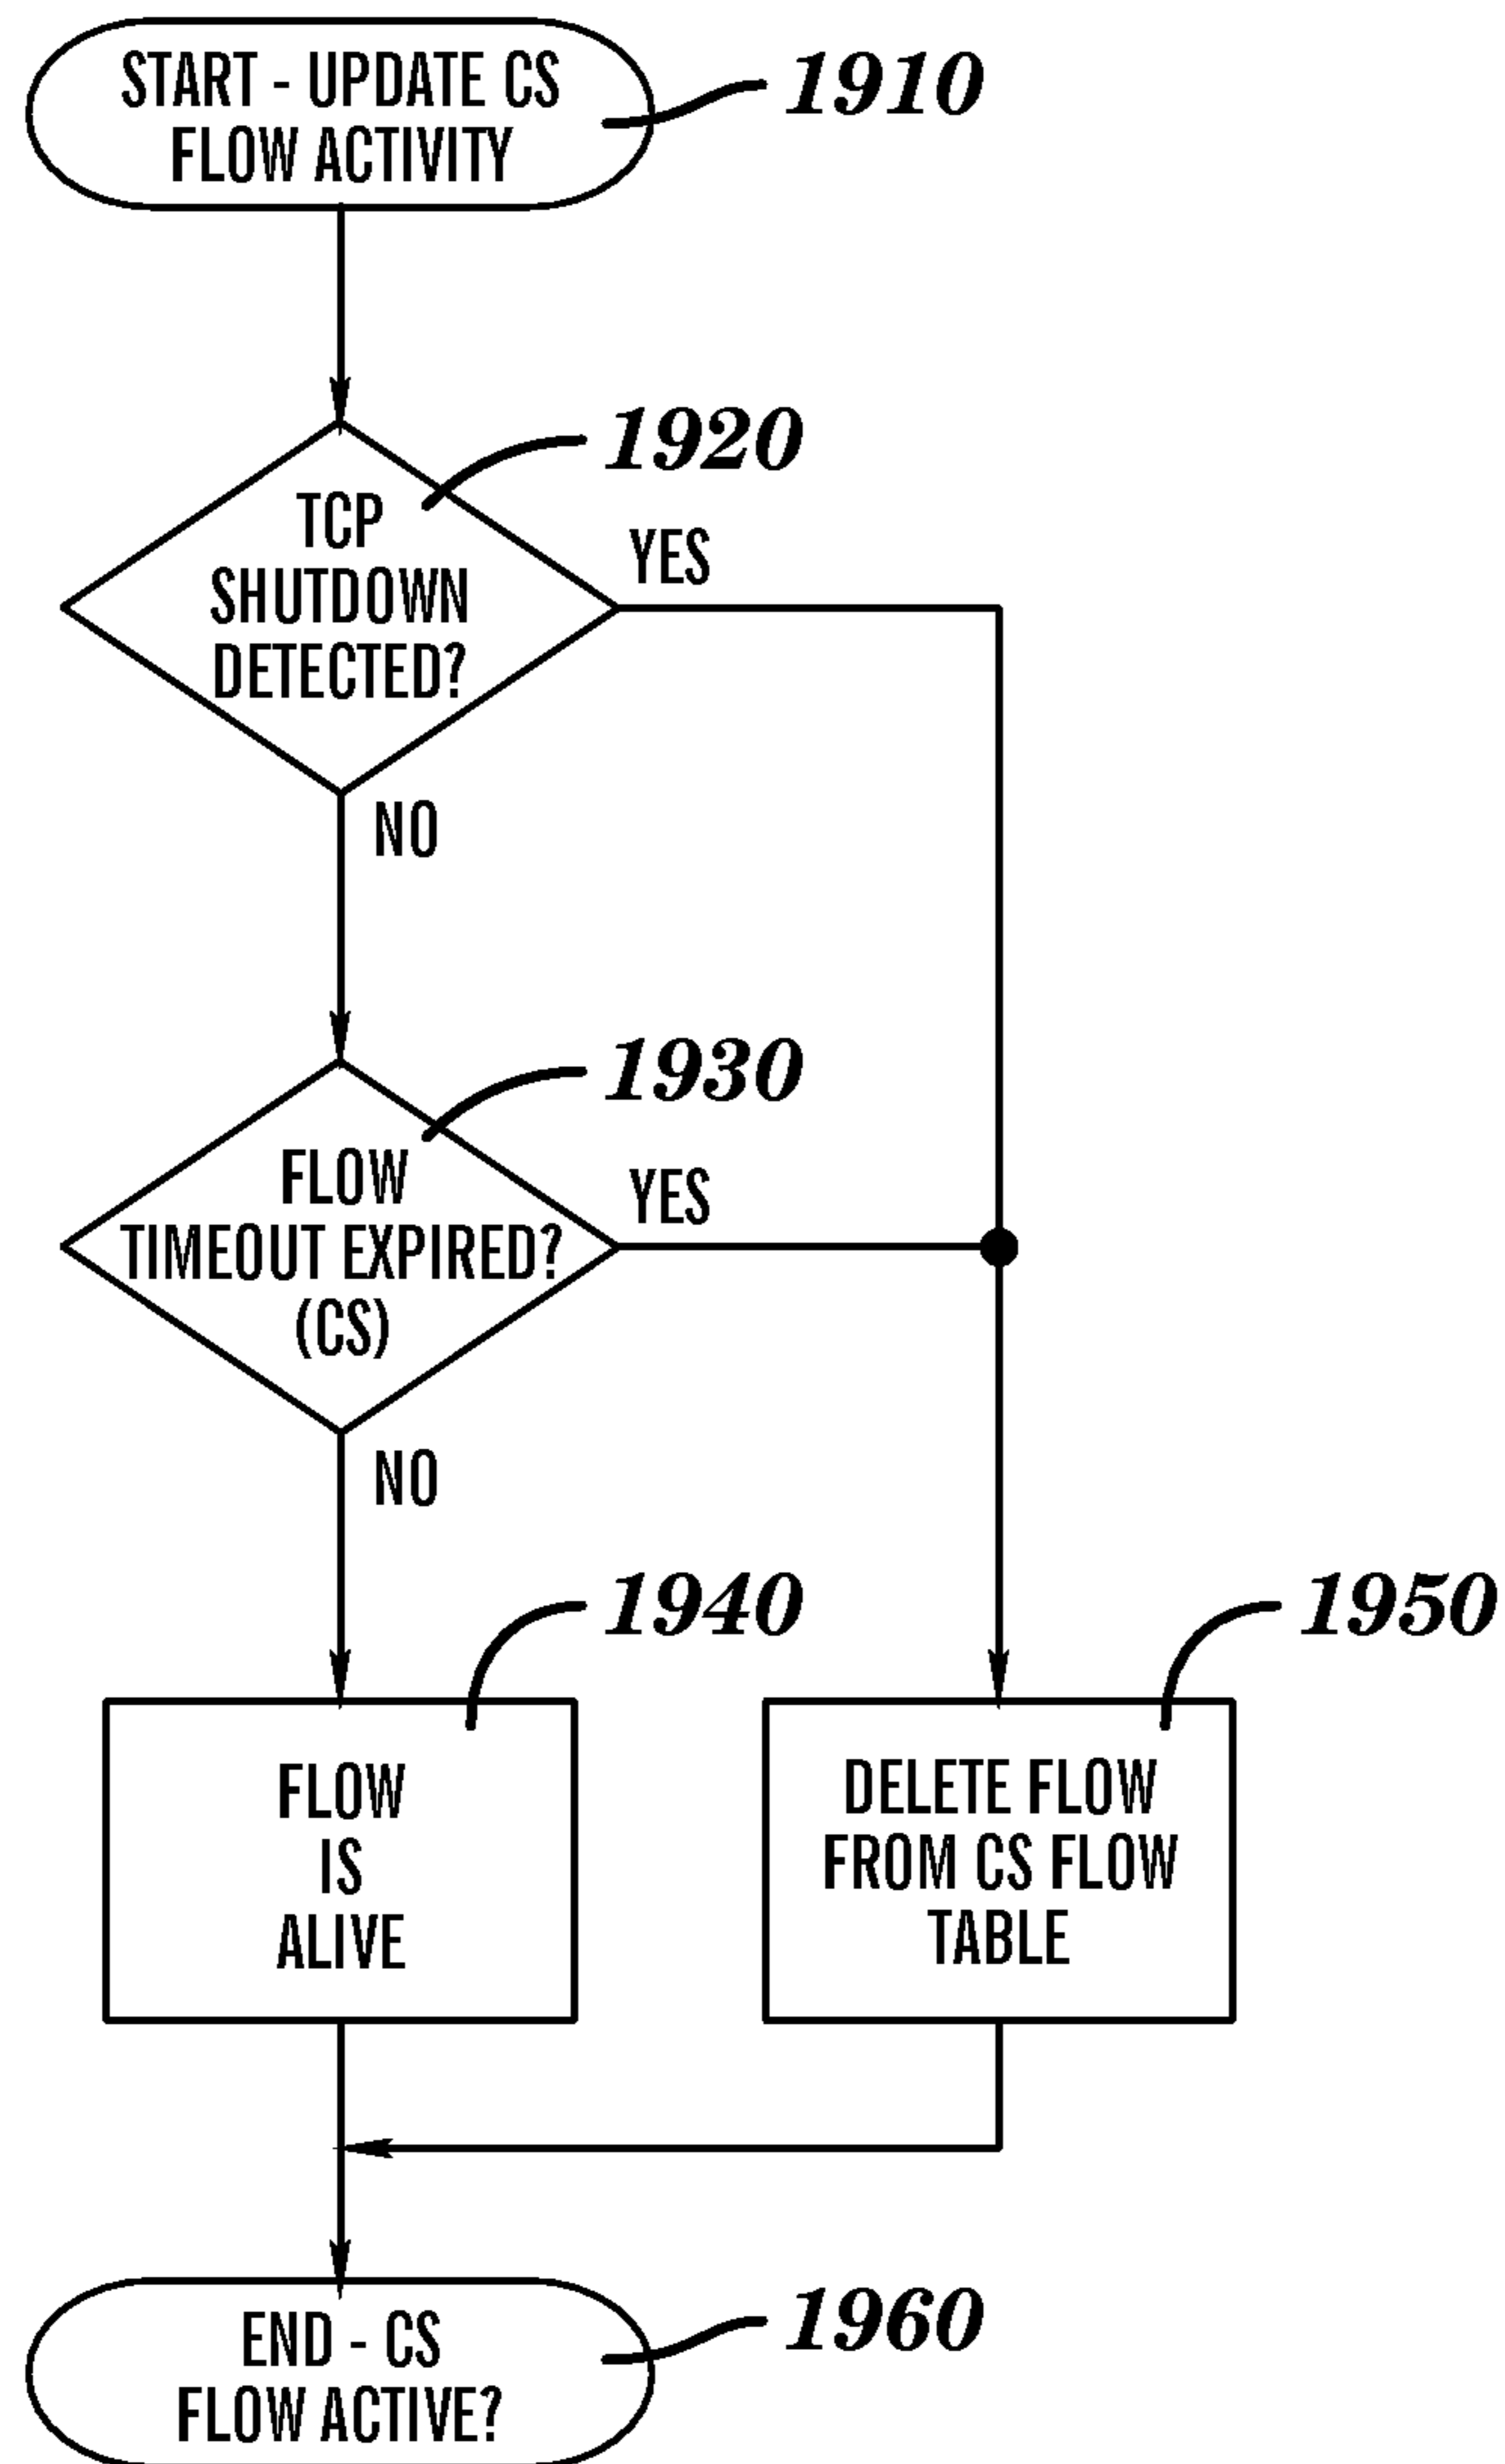 START - UPDATE CS
FLOW ACTIVITY
1910
1920
TCP
SHUTDOWN
DETECTED?
YES
NO
1930
FLOW
TIMEOUT EXPIRED?
(CS)
YES
NO
1940
FLOW
IS
ALIVE
1950
DELETE FLOW
FROM CS FLOW
TABLE
END - CS
FLOW ACTIVE?
1960